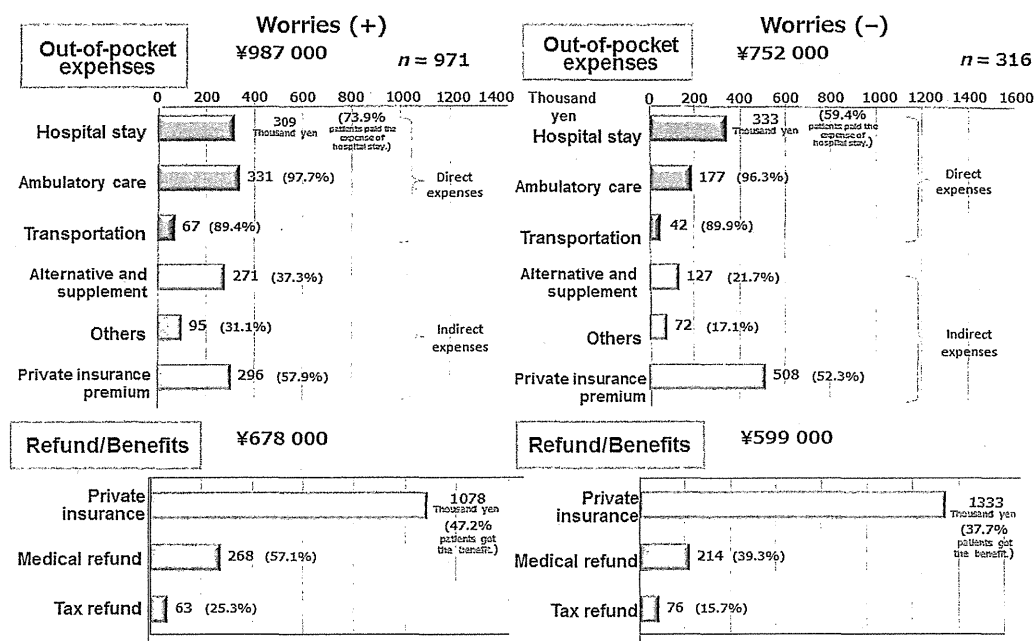 Worries (+)
Out-of-pocket
expenses
¥987 000
n = 971
0 200 400 600 800 1000 1200 1400
Hospital stay
309
Thousand yen
(73.9%
patients paid the
expense of
hospital stay.)
Ambulatory care
331 (97.7%)
Direct
expenses
Transportation
67 (89.4%)
Alternative and
supplement
271 (37.3%)
Others
95 (31.1%)
Indirect
expenses
Private insurance
premium
296 (57.9%)
Refund/Benefits
¥678 000
Private
insurance
1078
Thousand yen
(47.2%
patients got
the benefit.)
Medical refund
268 (57.1%)
Tax refund
63 (25.3%)
Worries (−)
Out-of-pocket
expenses
¥752 000
n = 316
Thousand
yen
0 200 400 600 800 1000 1200 1400 1600
Hospital stay
333
Thousand yen
(59.4%
patients paid the
expense of
hospital stay.)
Ambulatory care
177 (96.3%)
Direct
expenses
Transportation
42 (89.9%)
Alternative and
supplement
127 (21.7%)
Others
72 (17.1%)
Indirect
expenses
Private insurance
premium
508 (52.3%)
Refund/Benefits
¥599 000
Private
insurance
1333
Thousand yen
(37.7%
patients got
the benefit.)
Medical refund
214 (39.3%)
Tax refund
76 (15.7%)